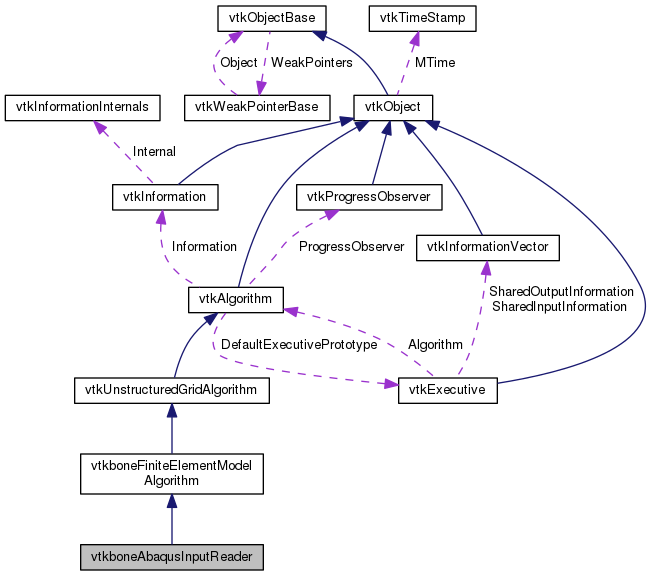 vtkObjectBase
vtkTimeStamp
Object
WeakPointers
MTime
vtkInformationInternals
vtkWeakPointerBase
vtkObject
Internal
vtkInformation
vtkProgressObserver
Information
ProgressObserver
vtkInformationVector
vtkAlgorithm
SharedOutputInformation
SharedInputInformation
DefaultExecutivePrototype
Algorithm
vtkUnstructuredGridAlgorithm
vtkExecutive
vtkboneFiniteElementModel
Algorithm
vtkboneAbaqusInputReader